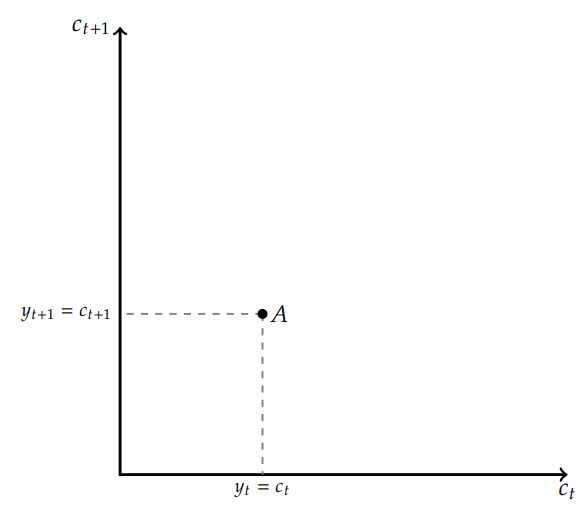 c_{t+1}
y_{t+1} = c_{t+1}
A
y_t = c_t
c_t